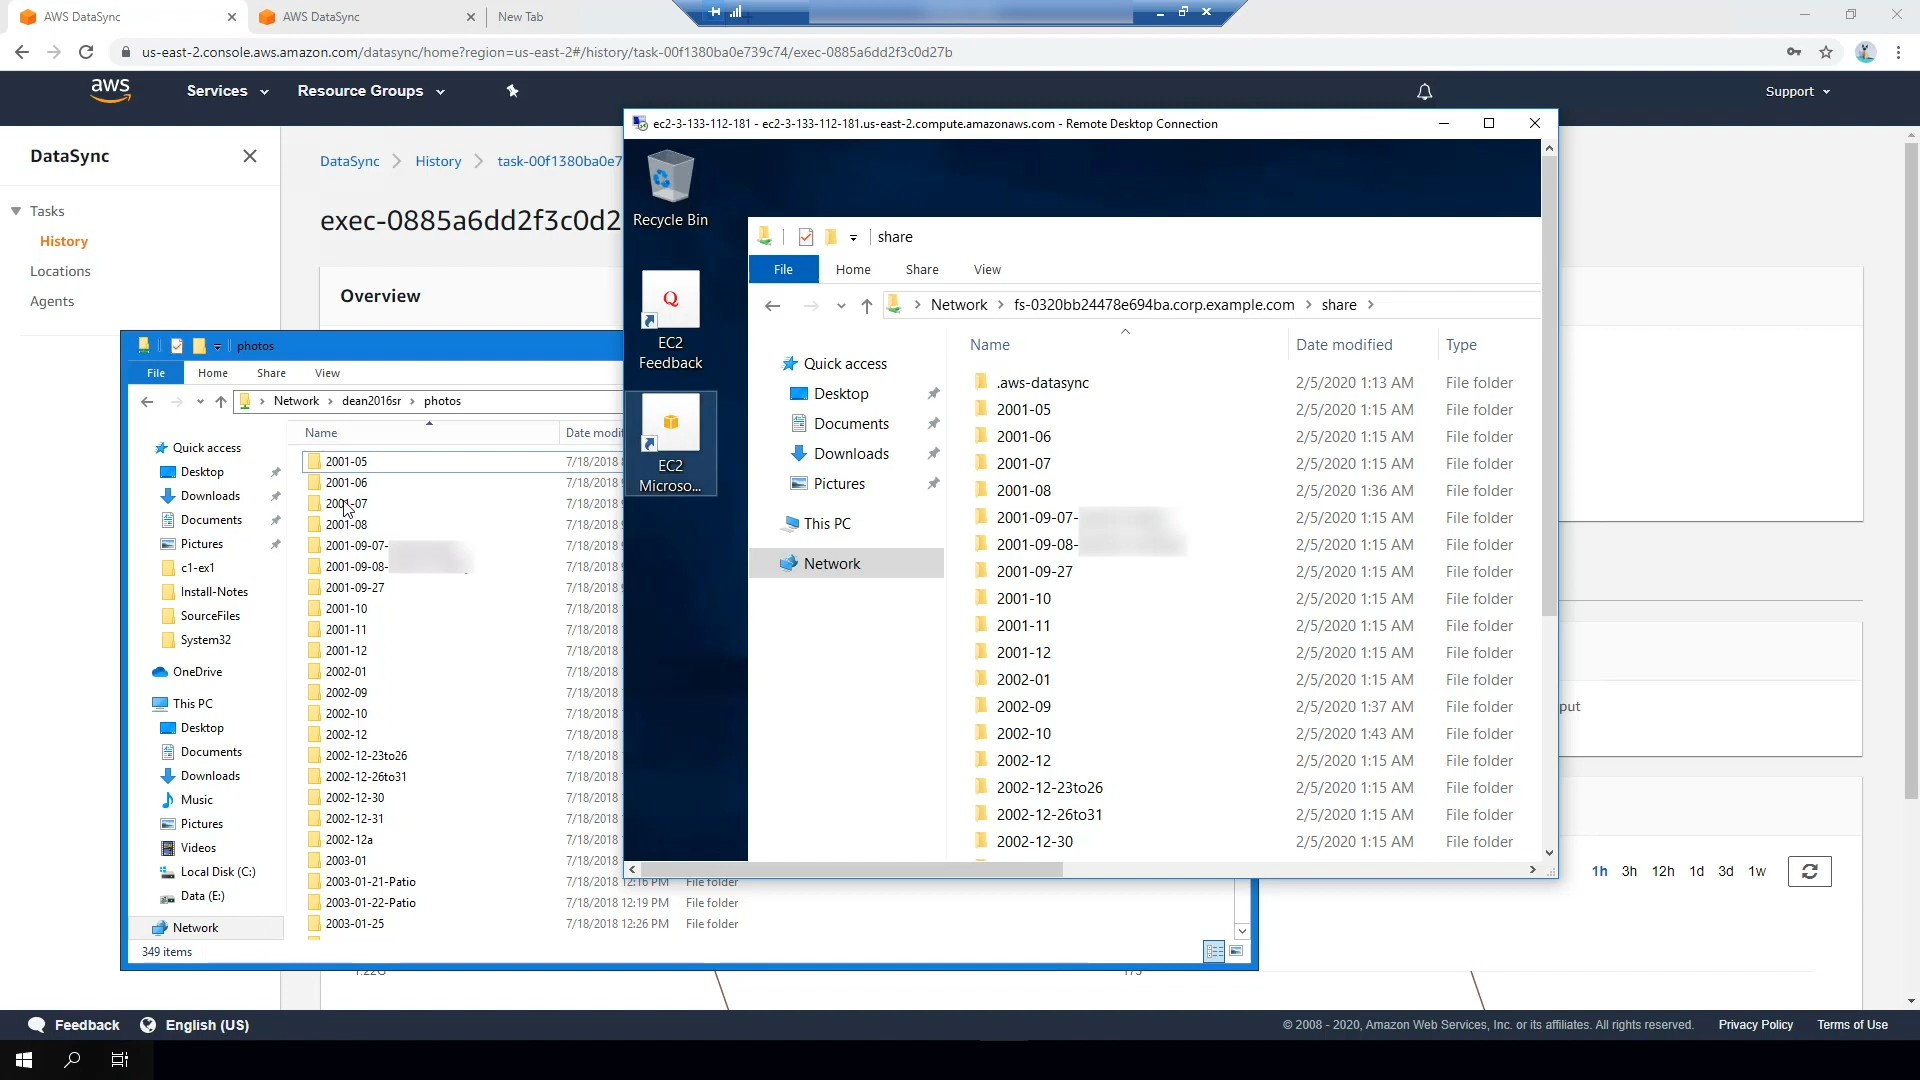 AWS DataSync
AWS DataSync
New Tab
us-east-2.console.aws.amazon.com/datasync/home?region=us-east-2#/history/task-00f1380ba0e739c74/exec-0885a6dd2f3c0d27b
aws
Services
Resource Groups
Support
DataSync
Tasks
History
Locations
Agents
DataSync
History
task-00f1380ba0e7
exec-0885a6dd2f3c0d2
Overview
put
1h 3h 12h 1d 3d 1w
photos
File Home Share View
Network > dean2016sr > photos
Quick access
Desktop
Downloads
Documents
Pictures
c1-ex1
Install-Notes
SourceFiles
System32
OneDrive
This PC
Desktop
Documents
Downloads
Music
Pictures
Videos
Local Disk (C:)
Data (E:)
Network
349 items
Name Date modif
2001-05 7/18/2018
2001-06 7/18/2018
2001-07 7/18/2018
2001-08 7/18/2018
2001-09-07- 7/18/2018
2001-09-08- 7/18/2018
2001-09-27 7/18/2018
2001-10 7/18/2018
2001-11 7/18/2018
2001-12 7/18/2018
2002-01 7/18/2018
2002-09 7/18/2018
2002-10 7/18/2018
2002-12 7/18/2018
2002-12-23to26 7/18/2018
2002-12-26to31 7/18/2018
2002-12-30 7/18/2018
2002-12-31 7/18/2018
2002-12a 7/18/2018
2003-01 7/18/2018
2003-01-21-Patio 7/18/2018 12:16 PM File folder
2003-01-22-Patio 7/18/2018 12:19 PM File folder
2003-01-25 7/18/2018 12:26 PM File folder
ec2-3-133-112-181 - ec2-3-133-112-181.us-east-2.compute.amazonaws.com - Remote Desktop Connection
Recycle Bin
Q
EC2
Feedback
EC2
Microso...
share
File Home Share View
Network > fs-0320bb24478e694ba.corp.example.com > share >
Quick access
Desktop
Documents
Downloads
Pictures
This PC
Network
Name Date modified Type
.aws-datasync 2/5/2020 1:13 AM File folder
2001-05 2/5/2020 1:15 AM File folder
2001-06 2/5/2020 1:15 AM File folder
2001-07 2/5/2020 1:15 AM File folder
2001-08 2/5/2020 1:36 AM File folder
2001-09-07- 2/5/2020 1:15 AM File folder
2001-09-08- 2/5/2020 1:15 AM File folder
2001-09-27 2/5/2020 1:15 AM File folder
2001-10 2/5/2020 1:15 AM File folder
2001-11 2/5/2020 1:15 AM File folder
2001-12 2/5/2020 1:15 AM File folder
2002-01 2/5/2020 1:15 AM File folder
2002-09 2/5/2020 1:37 AM File folder
2002-10 2/5/2020 1:43 AM File folder
2002-12 2/5/2020 1:15 AM File folder
2002-12-23to26 2/5/2020 1:15 AM File folder
2002-12-26to31 2/5/2020 1:15 AM File folder
2002-12-30 2/5/2020 1:15 AM File folder
Feedback
English (US)
© 2008 - 2020, Amazon Web Services, Inc. or its affiliates. All rights reserved.
Privacy Policy
Terms of Use